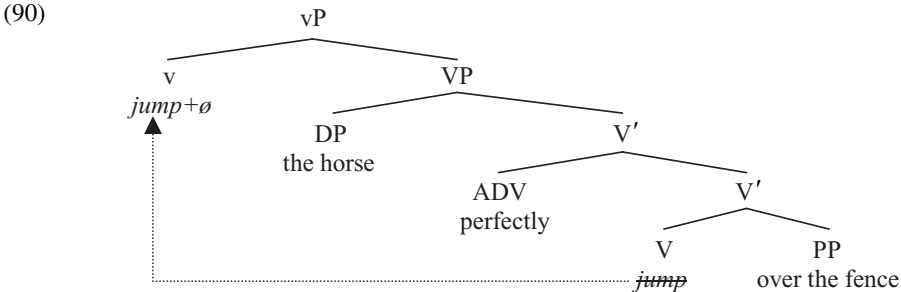 (90)
vP
v VP
jump+ø
DP V′
the horse
ADV V′
perfectly
V PP
jump over the fence